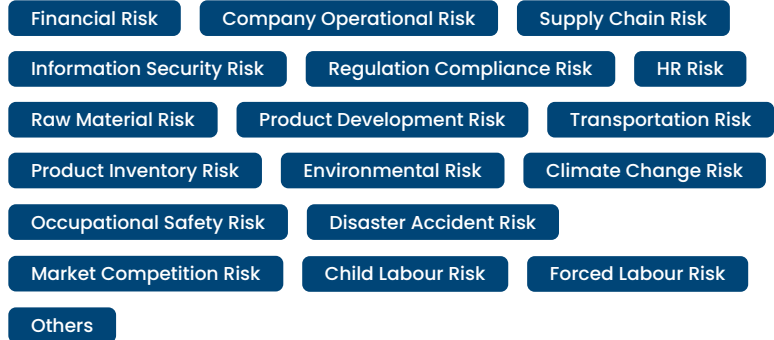 Financial Risk Company Operational Risk Supply Chain Risk
Information Security Risk Regulation Compliance Risk HR Risk
Raw Material Risk Product Development Risk Transportation Risk
Product Inventory Risk Environmental Risk Climate Change Risk
Occupational Safety Risk Disaster Accident Risk
Market Competition Risk Child Labour Risk Forced Labour Risk
Others